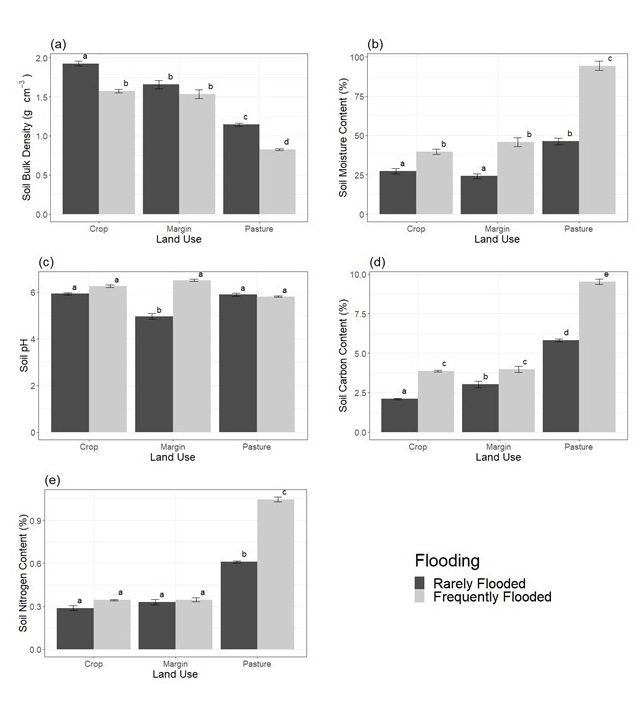 (a)
Soil Bulk Density (g cm⁻³)
2.0
1.5
1.0
0.5
0.0
a
b
b
b
c
d
Crop
Margin
Pasture
Land Use
(b)
Soil Moisture Content (%)
100
75
50
25
0
a
b
a
b
b
c
Crop
Margin
Pasture
Land Use
(c)
Soil pH
6
4
2
0
a
a
b
a
a
a
Crop
Margin
Pasture
Land Use
(d)
Soil Carbon Content (%)
10.0
7.5
5.0
2.5
0.0
a
c
b
c
d
e
Crop
Margin
Pasture
Land Use
(e)
Soil Nitrogen Content (%)
0.9
0.6
0.3
0.0
a
a
a
a
b
c
Crop
Margin
Pasture
Land Use
Flooding
Rarely Flooded
Frequently Flooded